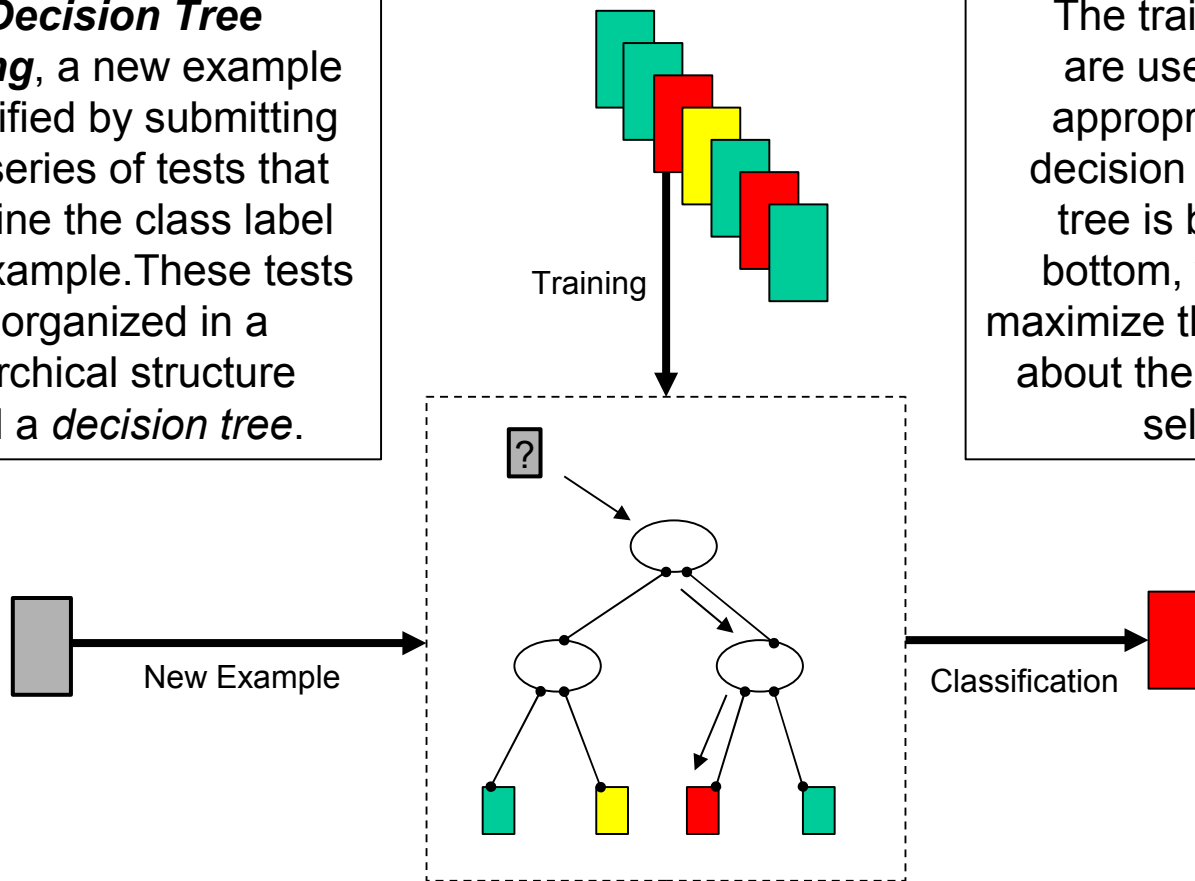 Decision Tree
ng, a new example
ified by submitting
series of tests that
ine the class label
xample.These tests
organized in a
rchical structure
a decision tree.
The trai
are use
appropr
decision
tree is b
bottom,
maximize th
about the
sel
Training
?
New Example
Classification